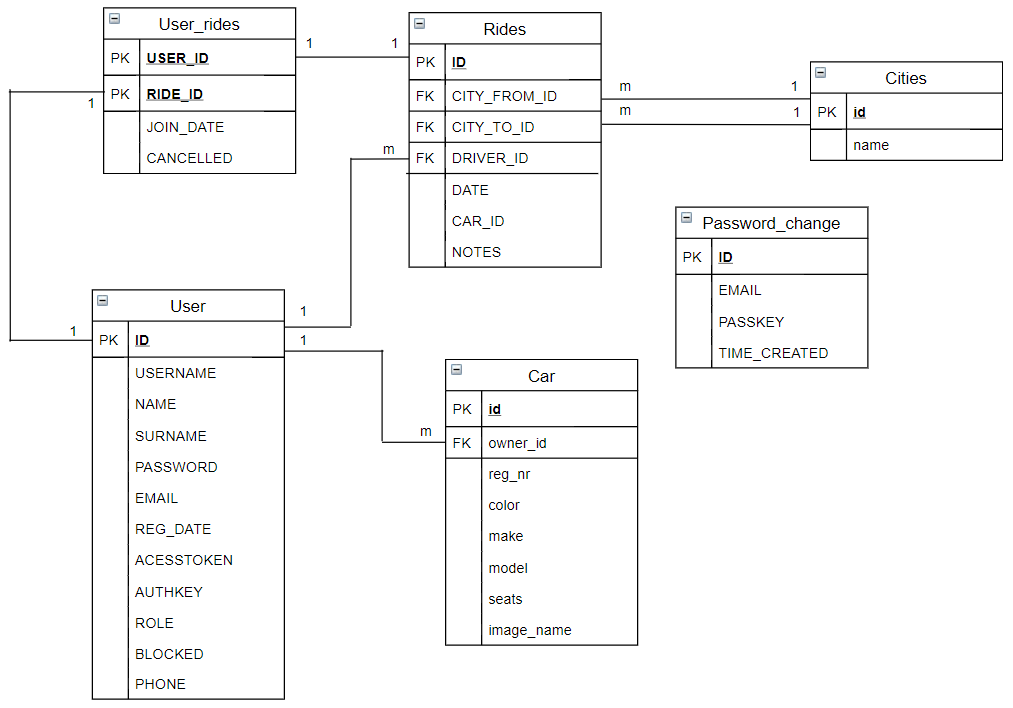 User_rides
PK USER_ID
PK RIDE_ID
JOIN_DATE
CANCELLED
1
1
1
Rides
PK ID
FK CITY_FROM_ID
FK CITY_TO_ID
FK DRIVER_ID
DATE
CAR_ID
NOTES
m
m
1
m
1
Cities
PK id
name
Password_change
PK ID
EMAIL
PASSKEY
TIME_CREATED
1
User
PK ID
USERNAME
NAME
SURNAME
PASSWORD
EMAIL
REG_DATE
ACESSTOKEN
AUTHKEY
ROLE
BLOCKED
PHONE
1
1
m
Car
PK id
FK owner_id
reg_nr
color
make
model
seats
image_name